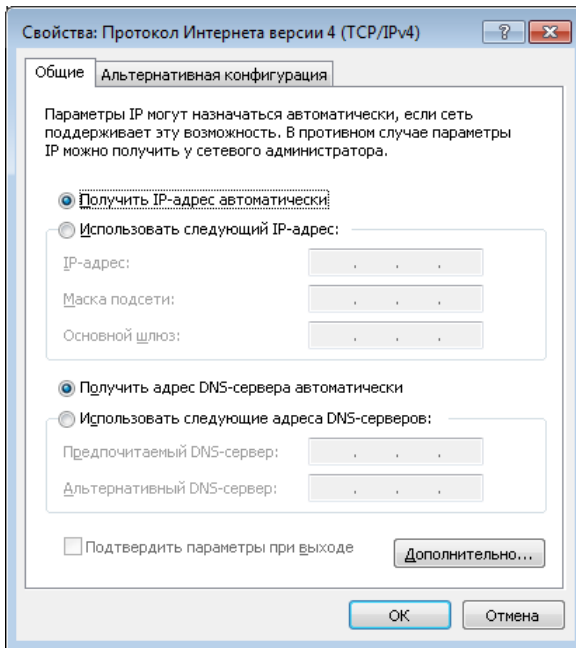 Свойства: Протокол Интернета версии 4 (TCP/IPv4)
Общие
Альтернативная конфигурация
Параметры IP могут назначаться автоматически, если сеть
поддерживает эту возможность. В противном случае параметры
IP можно получить у сетевого администратора.
Получить IP-адрес автоматически
Использовать следующий IP-адрес:
IP-адрес:
Маска подсети:
Основной шлюз:
Получить адрес DNS-сервера автоматически
Использовать следующие адреса DNS-серверов:
Предпочитаемый DNS-сервер:
Альтернативный DNS-сервер:
Подтвердить параметры при выходе
Дополнительно...
ОК
Отмена